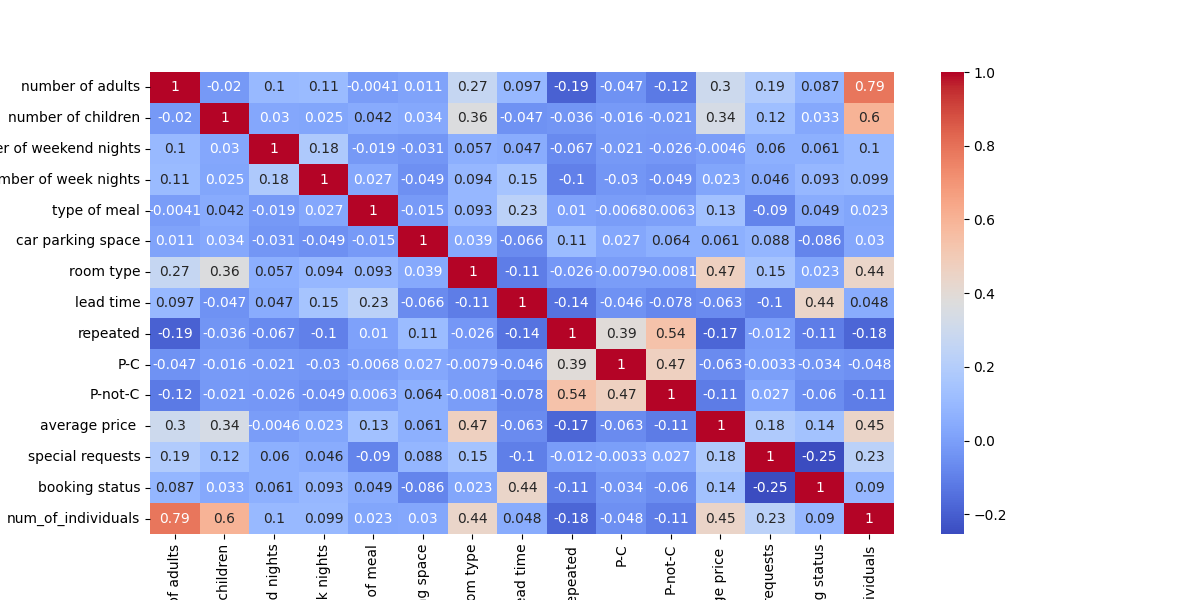 number of adults 1 -0.02 0.1 0.11 -0.0041 0.011 0.27 0.097 -0.19 -0.047 -0.12 0.3 0.19 0.087 0.79
number of children -0.02 1 0.03 0.025 0.042 0.034 0.36 -0.047 -0.036 -0.016 -0.021 0.34 0.12 0.033 0.6
er of weekend nights 0.1 0.03 1 0.18 -0.019 -0.031 0.057 0.047 -0.067 -0.021 -0.026 -0.0046 0.06 0.061 0.1
mber of week nights 0.11 0.025 0.18 1 0.027 -0.049 0.094 0.15 -0.1 -0.03 -0.049 0.023 0.046 0.093 0.099
type of meal -0.0041 0.042 -0.019 0.027 1 -0.015 0.093 0.23 0.01 -0.0068 0.0063 0.13 -0.09 0.049 0.023
car parking space 0.011 0.034 -0.031 -0.049 -0.015 1 0.039 -0.066 0.11 0.027 0.064 0.061 0.088 -0.086 0.03
room type 0.27 0.36 0.057 0.094 0.093 0.039 1 -0.11 -0.026 -0.0079 -0.0081 0.47 0.15 0.023 0.44
lead time 0.097 -0.047 0.047 0.15 0.23 -0.066 -0.11 1 -0.14 -0.046 -0.078 -0.063 -0.1 0.44 0.048
repeated -0.19 -0.036 -0.067 -0.1 0.01 0.11 -0.026 -0.14 1 0.39 0.54 -0.17 -0.012 -0.11 -0.18
P-C -0.047 -0.016 -0.021 -0.03 -0.0068 0.027 -0.0079 -0.046 0.39 1 0.47 -0.063 -0.0033 -0.034 -0.048
P-not-C -0.12 -0.021 -0.026 -0.049 0.0063 0.064 -0.0081 -0.078 0.54 0.47 1 -0.11 0.027 -0.06 -0.11
average price 0.3 0.34 -0.0046 0.023 0.13 0.061 0.47 -0.063 -0.17 -0.063 -0.11 1 0.18 0.14 0.45
special requests 0.19 0.12 0.06 0.046 -0.09 0.088 0.15 -0.1 -0.012 -0.0033 0.027 0.18 1 -0.25 0.23
booking status 0.087 0.033 0.061 0.093 0.049 -0.086 0.023 0.44 -0.11 -0.034 -0.06 0.14 -0.25 1 0.09
num_of_individuals 0.79 0.6 0.1 0.099 0.023 0.03 0.44 0.048 -0.18 -0.048 -0.11 0.45 0.23 0.09 1
of adults
children
d nights
k nights
of meal
g space
om type
ead time
epeated
P-C
P-not-C
ge price
requests
g status
ividuals
1.0
0.8
0.6
0.4
0.2
0.0
−0.2